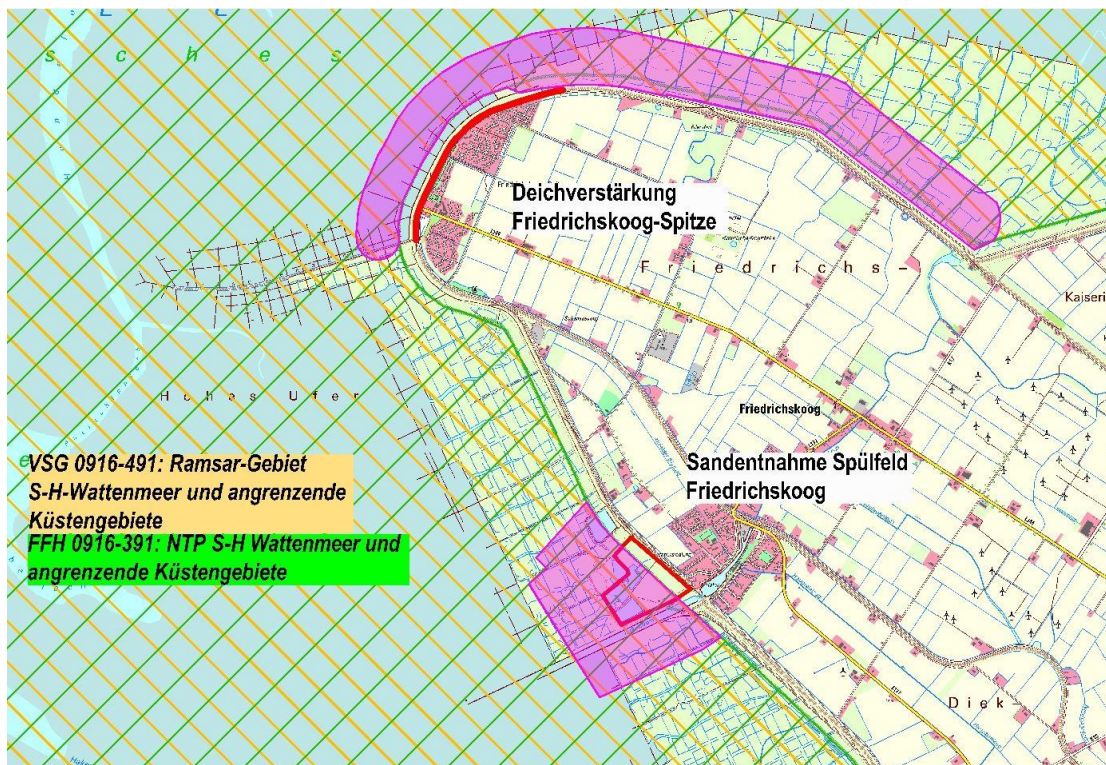 s c h e s
Deichverstärkung
Friedrichskoog-Spitze
F r i e d r i c h s –
Kaiseri
H o h e s U f e r
Friedrichskoog
VSG 0916-491: Ramsar-Gebiet
S-H-Wattenmeer und angrenzende
Küstengebiete
FFH 0916-391: NTP S-H Wattenmeer und
angrenzende Küstengebiete
Sandentnahme Spülfeld
Friedrichskoog
D i e k